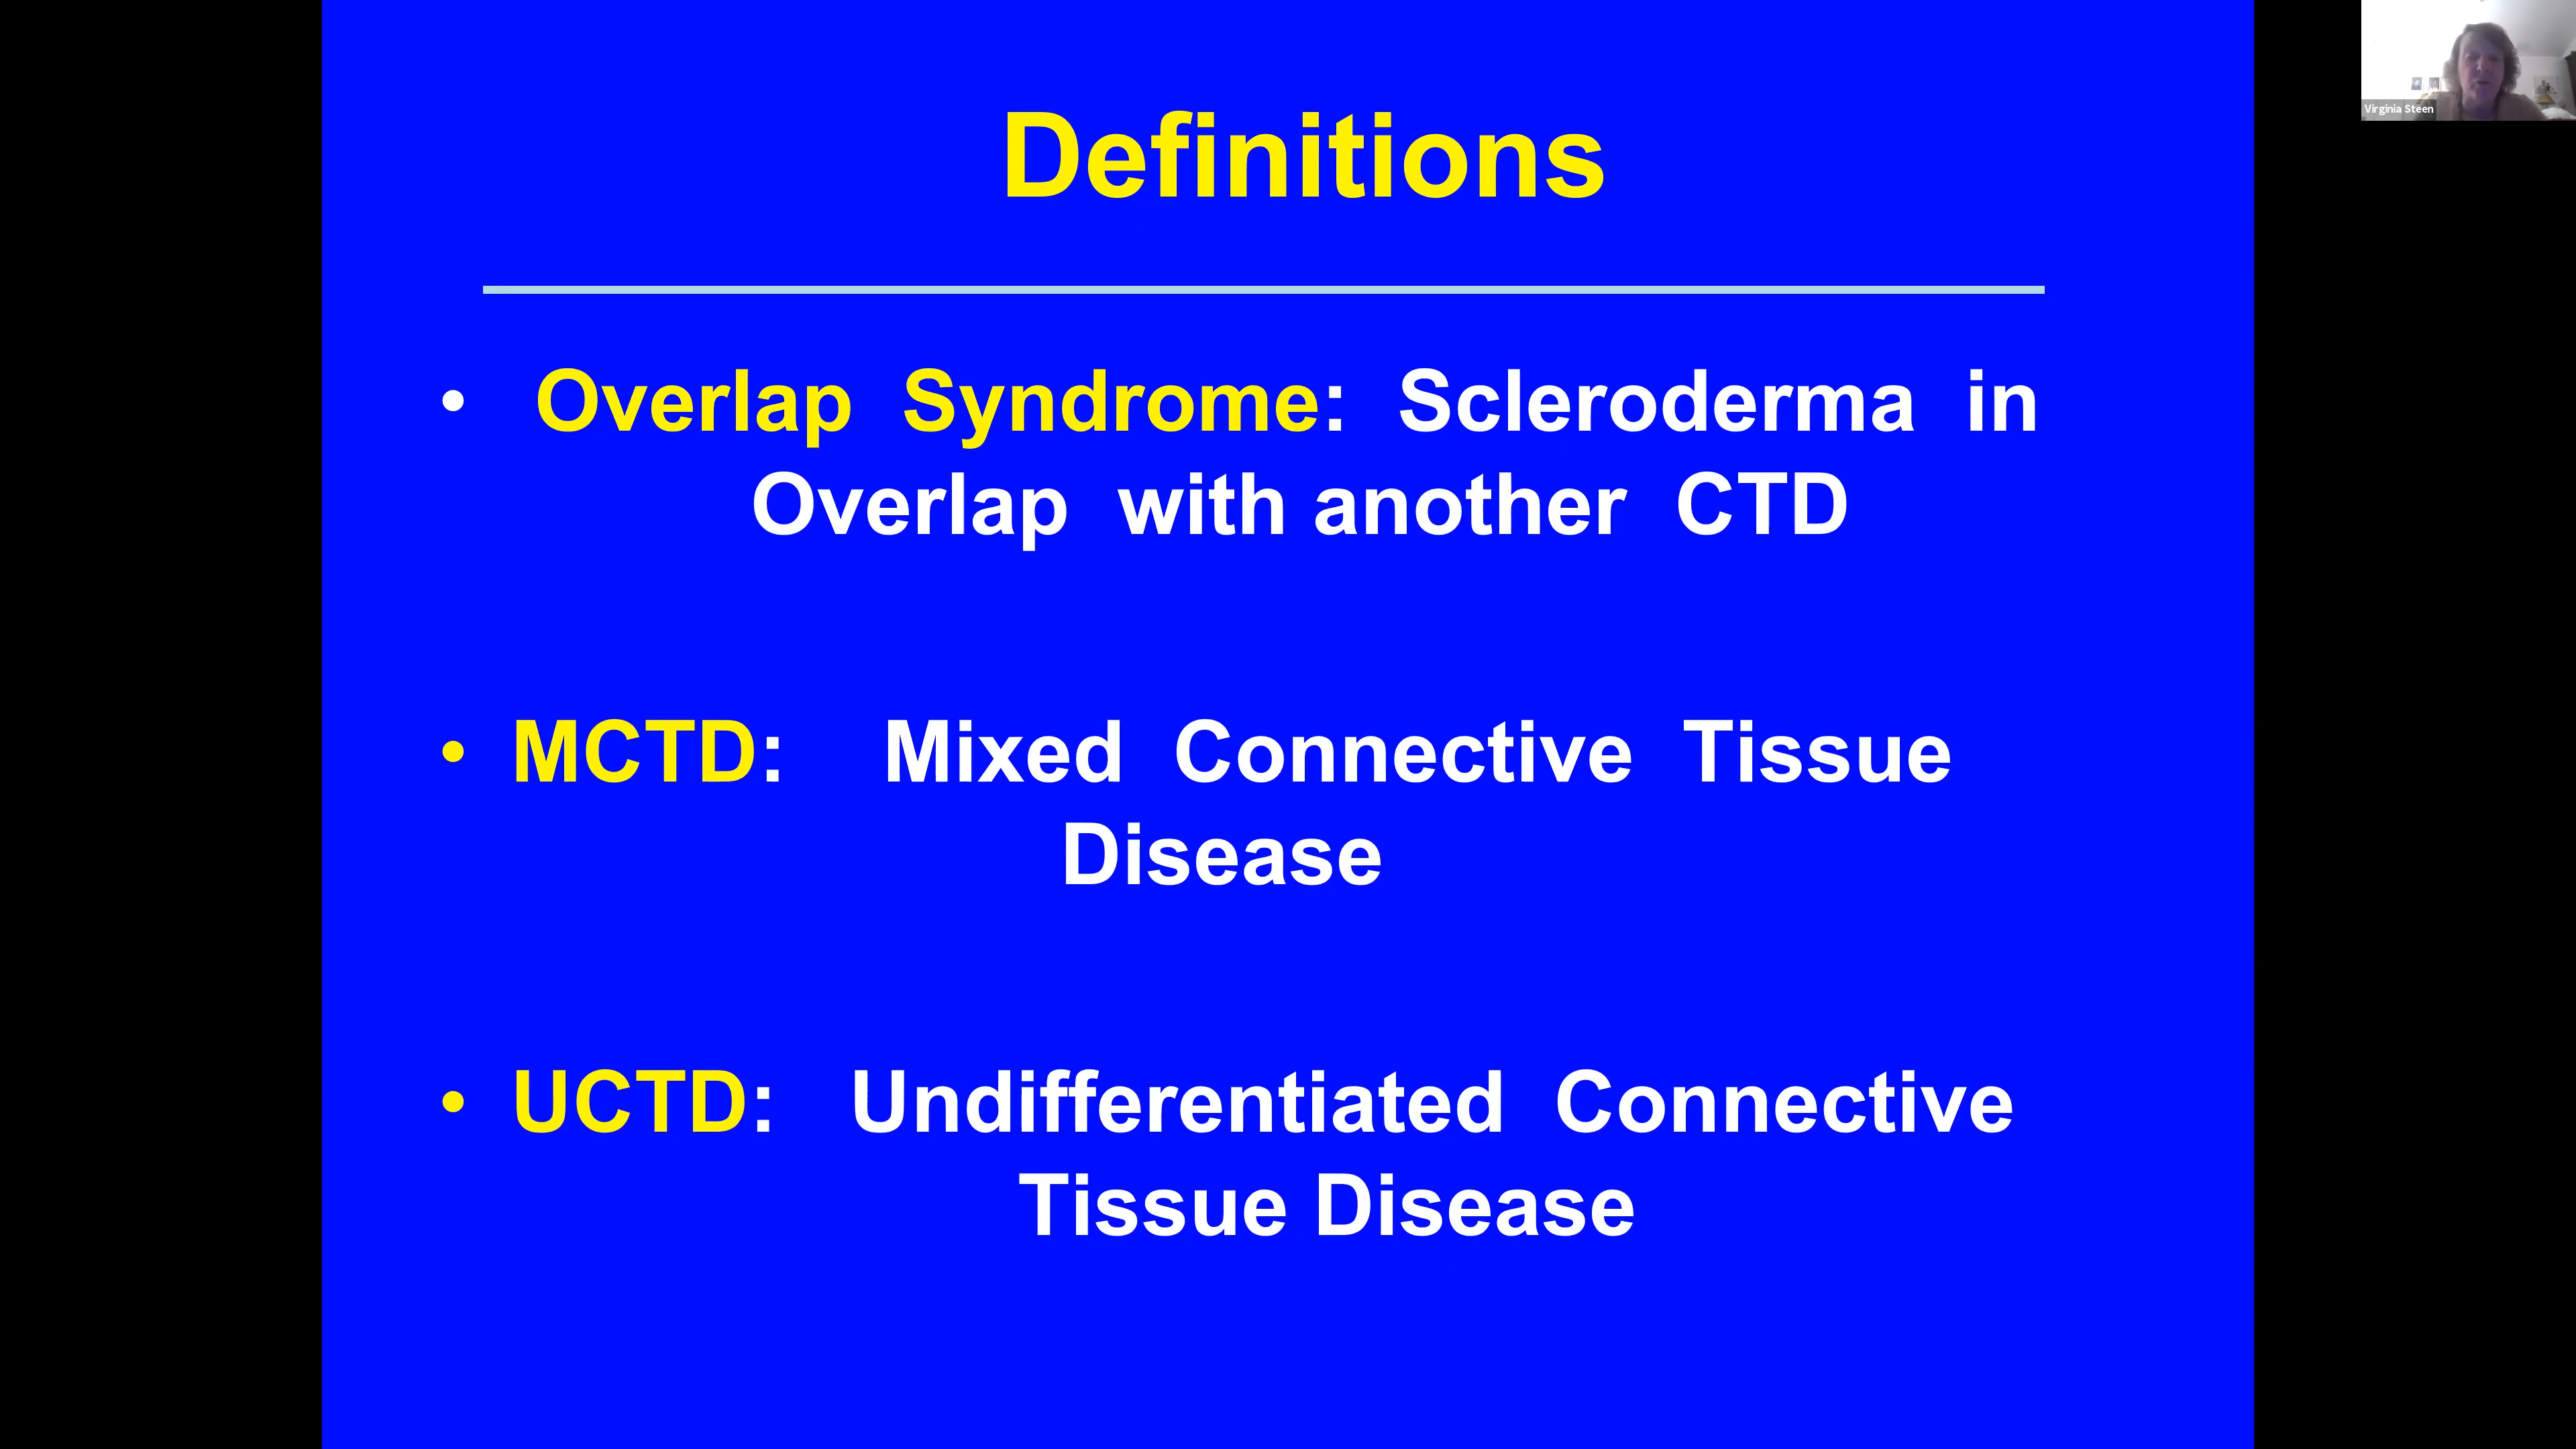 Definitions
Virginia Steen
• Overlap Syndrome: Scleroderma in
Overlap with another CTD
• MCTD: Mixed Connective Tissue
Disease
• UCTD: Undifferentiated Connective
Tissue Disease